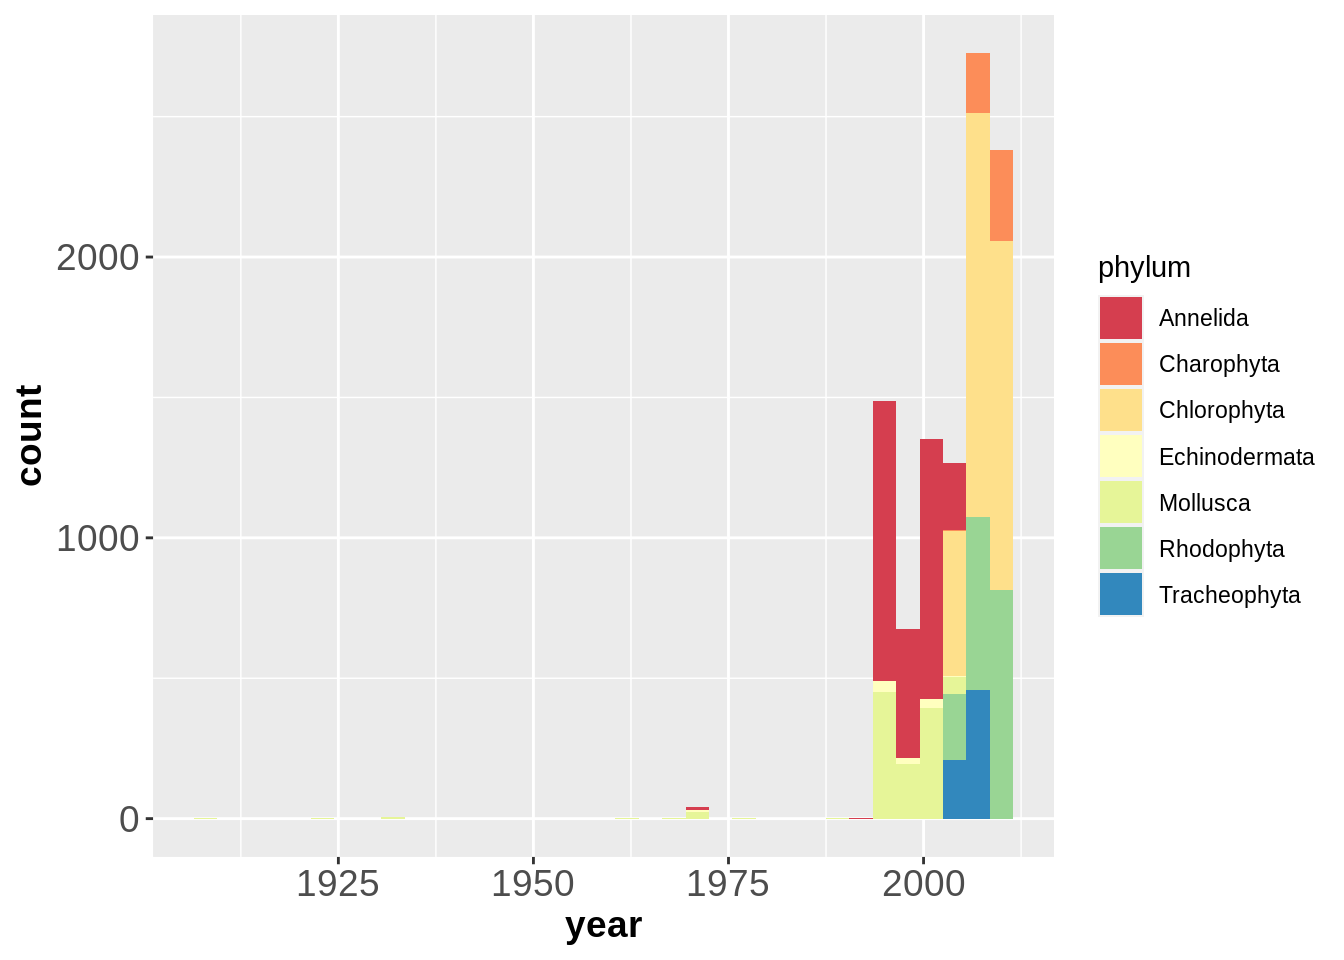 2000
1000
0
count
1925 1950 1975 2000
year
phylum
Annelida
Charophyta
Chlorophyta
Echinodermata
Mollusca
Rhodophyta
Tracheophyta